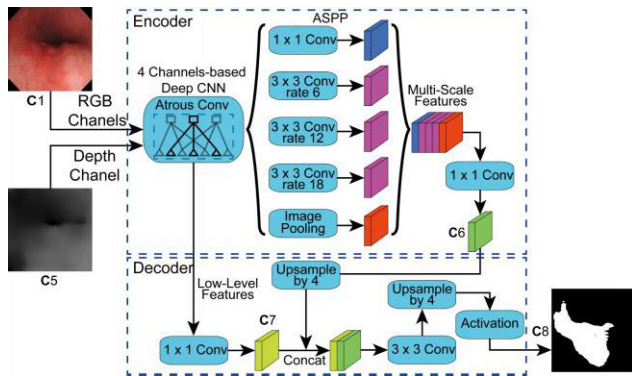 Encoder
ASPP
1 x 1 Conv
4 Channels-based
Deep CNN
Atrous Conv
3 x 3 Conv
rate 6
Multi-Scale
Features
C1
RGB
Channels
3 x 3 Conv
rate 12
Depth
Channel
3 x 3 Conv
rate 18
1 x 1 Conv
Image
Pooling
C6
C5
Decoder
Low-Level
Features
Upsample
by 4
Upsample
by 4
Activation
C8
C7
1 x 1 Conv
Concat
3 x 3 Conv